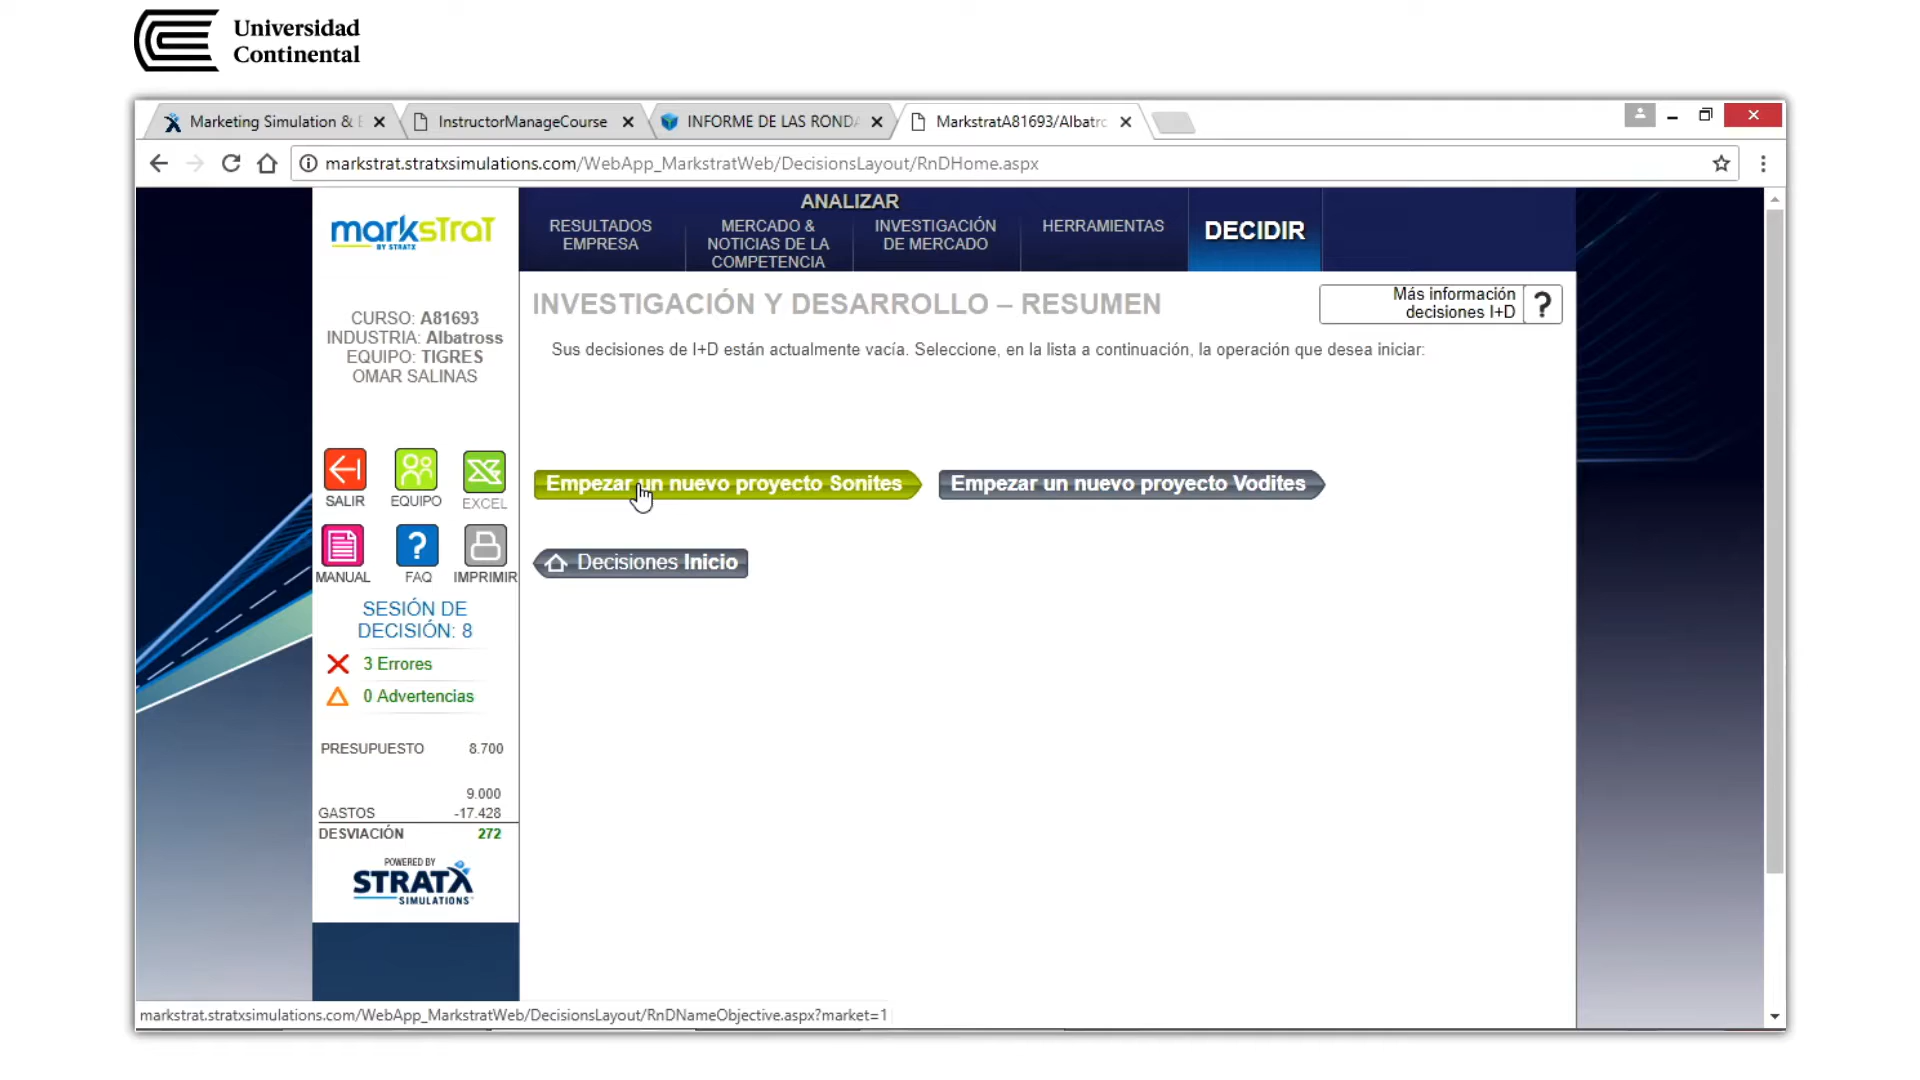 Universidad
Continental
Marketing Simulation &
InstructorManageCourse
INFORME DE LAS
MarkstratA81693/Albatro
markstrat.stratxsimulations.com/WebApp_MarkstratWeb/DecisionsLayout/RnDHome.aspx
markstrat
BY STRATX
ANALIZAR
RESULTADOS
EMPRESA
MERCADO &
NOTICIAS DE LA
COMPETENCIA
INVESTIGACIÓN
DE MERCADO
HERRAMIENTAS
DECIDIR
CURSO: A81693
INDUSTRIA: Albatross
EQUIPO: TIGRES
OMAR SALINAS
INVESTIGACIÓN Y DESARROLLO – RESUMEN
Más información
decisiones I+D
?
Sus decisiones de I+D están actualmente vacía. Seleccione, en la lista a continuación, la operación que desea iniciar:
SALIR
EQUIPO
EXCEL
Empezar un nuevo proyecto Sonites
Empezar un nuevo proyecto Vodites
Decisiones Inicio
MANUAL
?
FAQ
IMPRIMIR
SESIÓN DE
DECISIÓN: 8
3 Errores
0 Advertencias
PRESUPUESTO 8.700
9.000
GASTOS -17.428
DESVIACIÓN 272
POWERED BY
STRATX
SIMULATIONS
markstrat.stratxsimulations.com/WebApp_MarkstratWeb/DecisionsLayout/RnDNameObjective.aspx?market=1